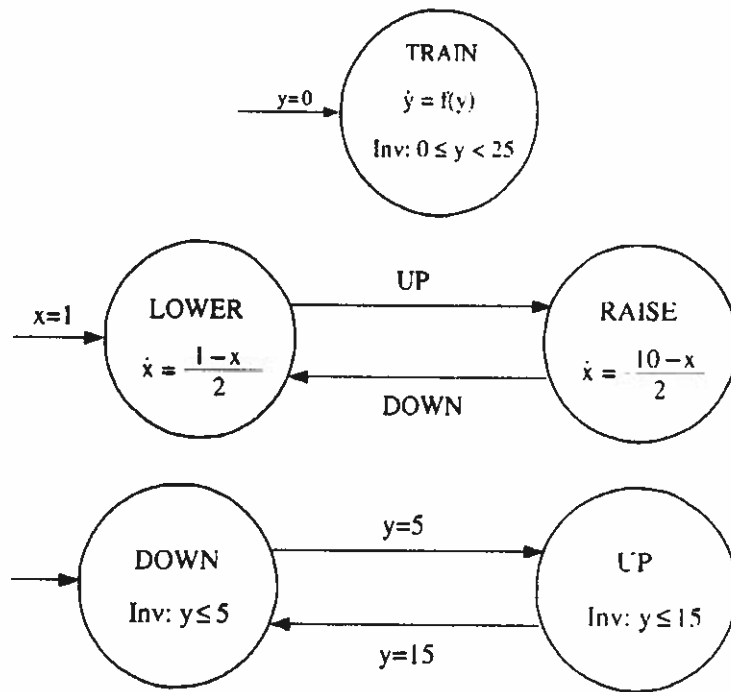 TRAIN
y=0
ẏ = f(y)
Inv: 0 ≤ y < 25
UP
LOWER
RAISE
x=1
ẋ = 1 – x / 2
ẋ = 10 – x / 2
DOWN
y=5
DOWN
UP
Inv: y ≤ 5
Inv: y ≤ 15
y=15